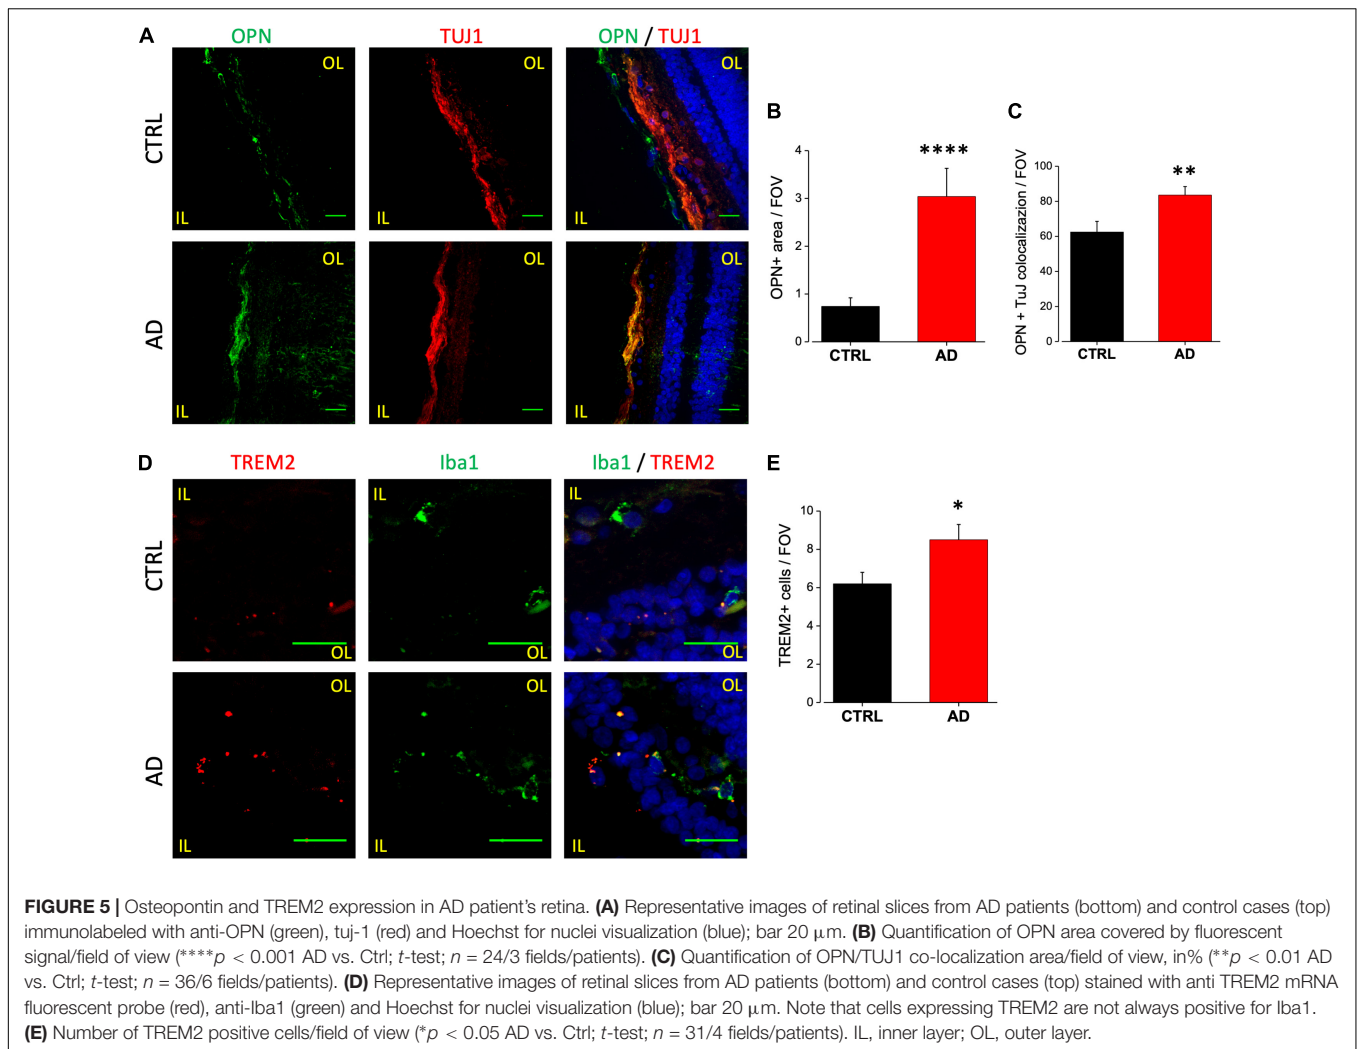 A
OPN
TUJ1
OPN / TUJ1
CTRL
OL
IL
OL
IL
OL
IL
AD
OL
IL
OL
IL
OL
IL
B
OPN+ area / FOV
4
3
2
1
0
****
CTRL
AD
C
OPN + TuJ colocalizazion / FOV
100
80
60
40
20
0
**
CTRL
AD
D
TREM2
Iba1
Iba1 / TREM2
CTRL
IL
OL
IL
OL
IL
OL
AD
OL
IL
OL
IL
OL
IL
E
TREM2+ cells / FOV
10
8
6
4
2
0
*
CTRL
AD
FIGURE 5 | Osteopontin and TREM2 expression in AD patient's retina. (A) Representative images of retinal slices from AD patients (bottom) and control cases (top)
immunolabeled with anti-OPN (green), tuj-1 (red) and Hoechst for nuclei visualization (blue); bar 20 μm. (B) Quantification of OPN area covered by fluorescent
signal/field of view (****p < 0.001 AD vs. Ctrl; t-test; n = 24/3 fields/patients). (C) Quantification of OPN/TUJ1 co-localization area/field of view, in% (**p < 0.01 AD
vs. Ctrl; t-test; n = 36/6 fields/patients). (D) Representative images of retinal slices from AD patients (bottom) and control cases (top) stained with anti TREM2 mRNA
fluorescent probe (red), anti-Iba1 (green) and Hoechst for nuclei visualization (blue); bar 20 μm. Note that cells expressing TREM2 are not always positive for Iba1.
(E) Number of TREM2 positive cells/field of view (*p < 0.05 AD vs. Ctrl; t-test; n = 31/4 fields/patients). IL, inner layer; OL, outer layer.